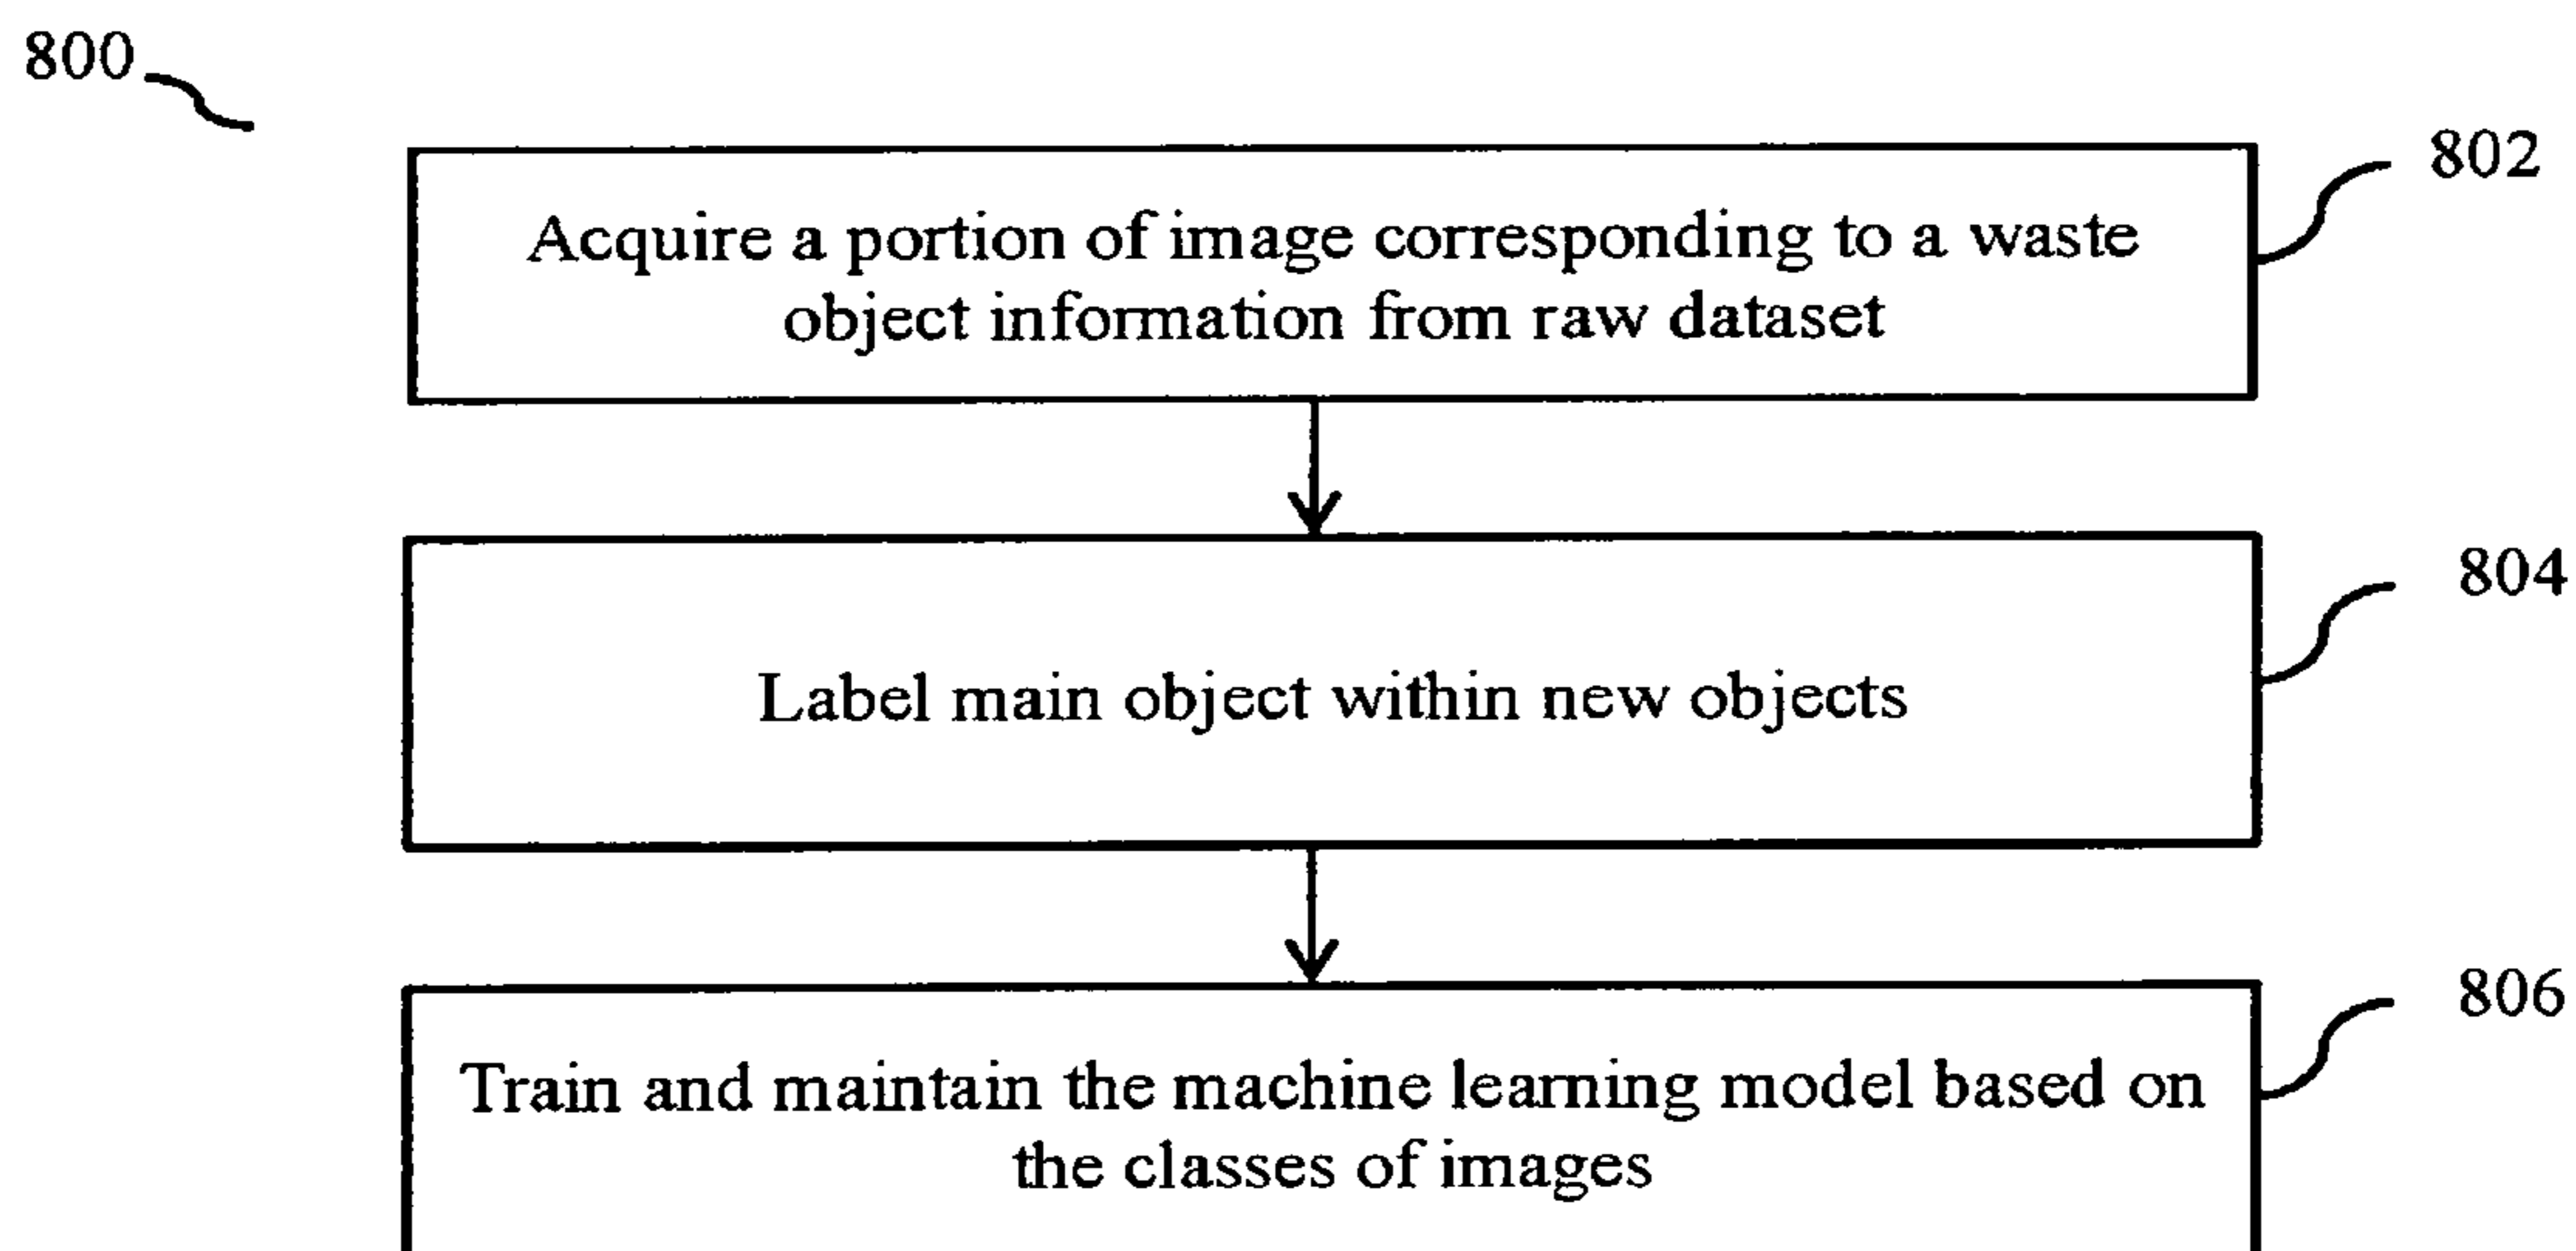 800
802
Acquire a portion of image corresponding to a waste
object information from raw dataset
804
Label main object within new objects
806
Train and maintain the machine learning model based on
the classes of images